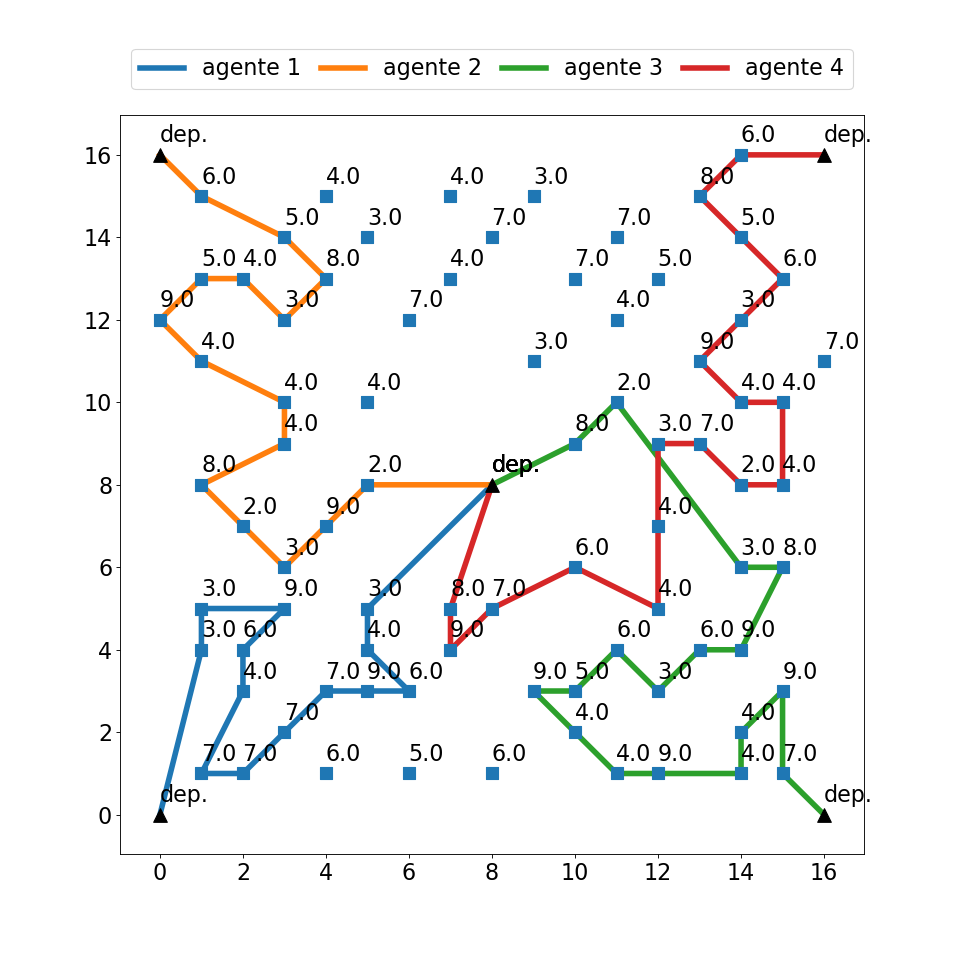 agente 1 agente 2 agente 3 agente 4
dep. 6.0 dep.
16
6.0 4.0 4.0 3.0 8.0
5.0 3.0 7.0 7.0 5.0
14
5.0 4.0 8.0 4.0 7.0 5.0 6.0
9.0 3.0 7.0 4.0 3.0
12
4.0 3.0 9.0 7.0
4.0 4.0 2.0 4.0 4.0
10
4.0 8.0 3.0 7.0
8.0 2.0 dep. 2.0 4.0
8
2.0 9.0 4.0
3.0 6.0 3.0 8.0
6
3.0 9.0 3.0 8.0 7.0 4.0
3.0 6.0 4.0 9.0 6.0 6.0 9.0
4
4.0 7.0 9.0 6.0 9.0 5.0 3.0 9.0
7.0 4.0 4.0
2
7.0 7.0 6.0 5.0 6.0 4.0 9.0 4.0 7.0
dep. dep.
0
0 2 4 6 8 10 12 14 16